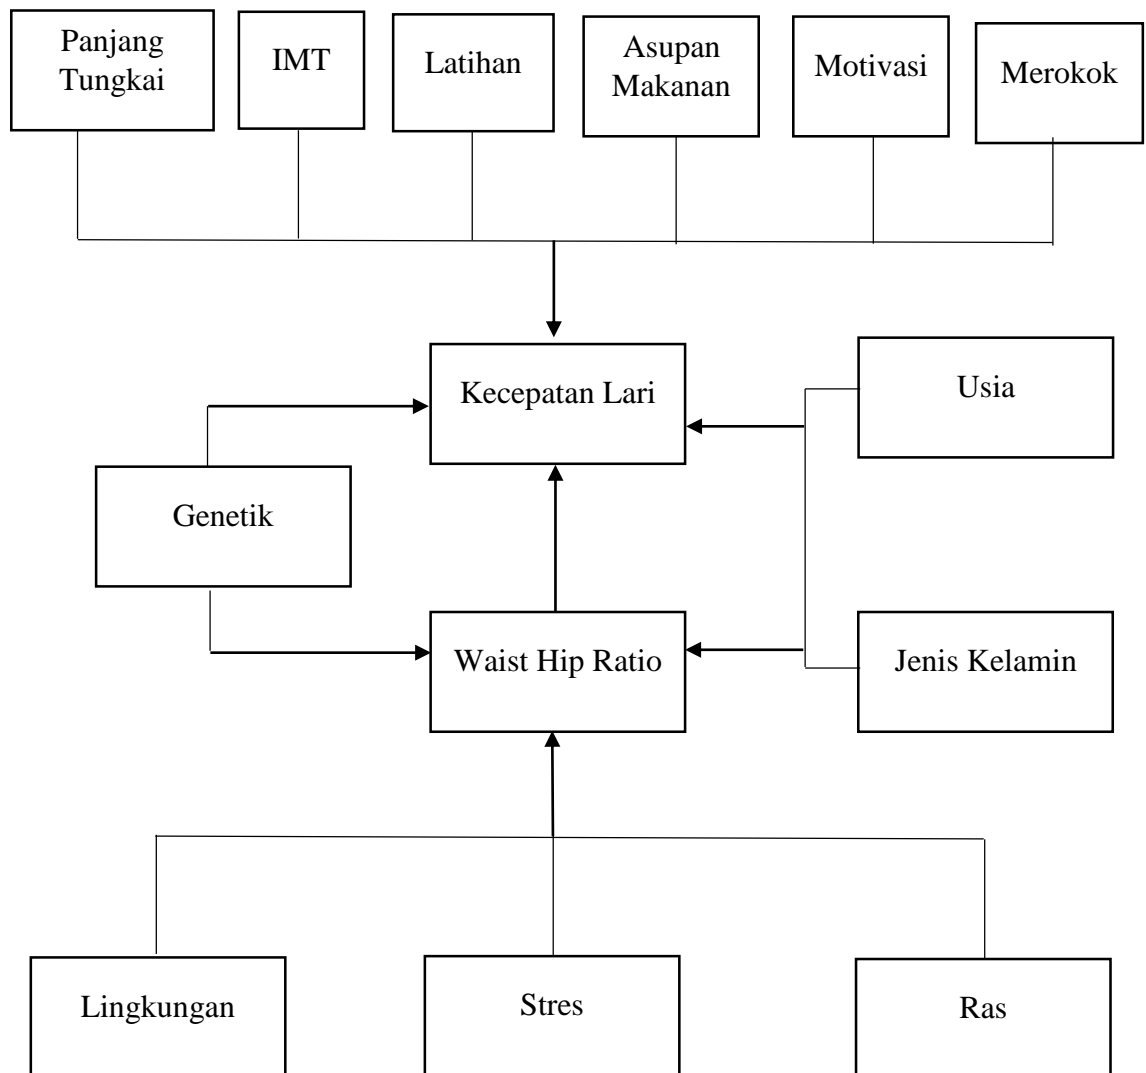 Panjang
Tungkai
IMT
Latihan
Asupan
Makanan
Motivasi
Merokok
Kecepatan Lari
Usia
Genetik
Waist Hip Ratio
Jenis Kelamin
Lingkungan
Stres
Ras